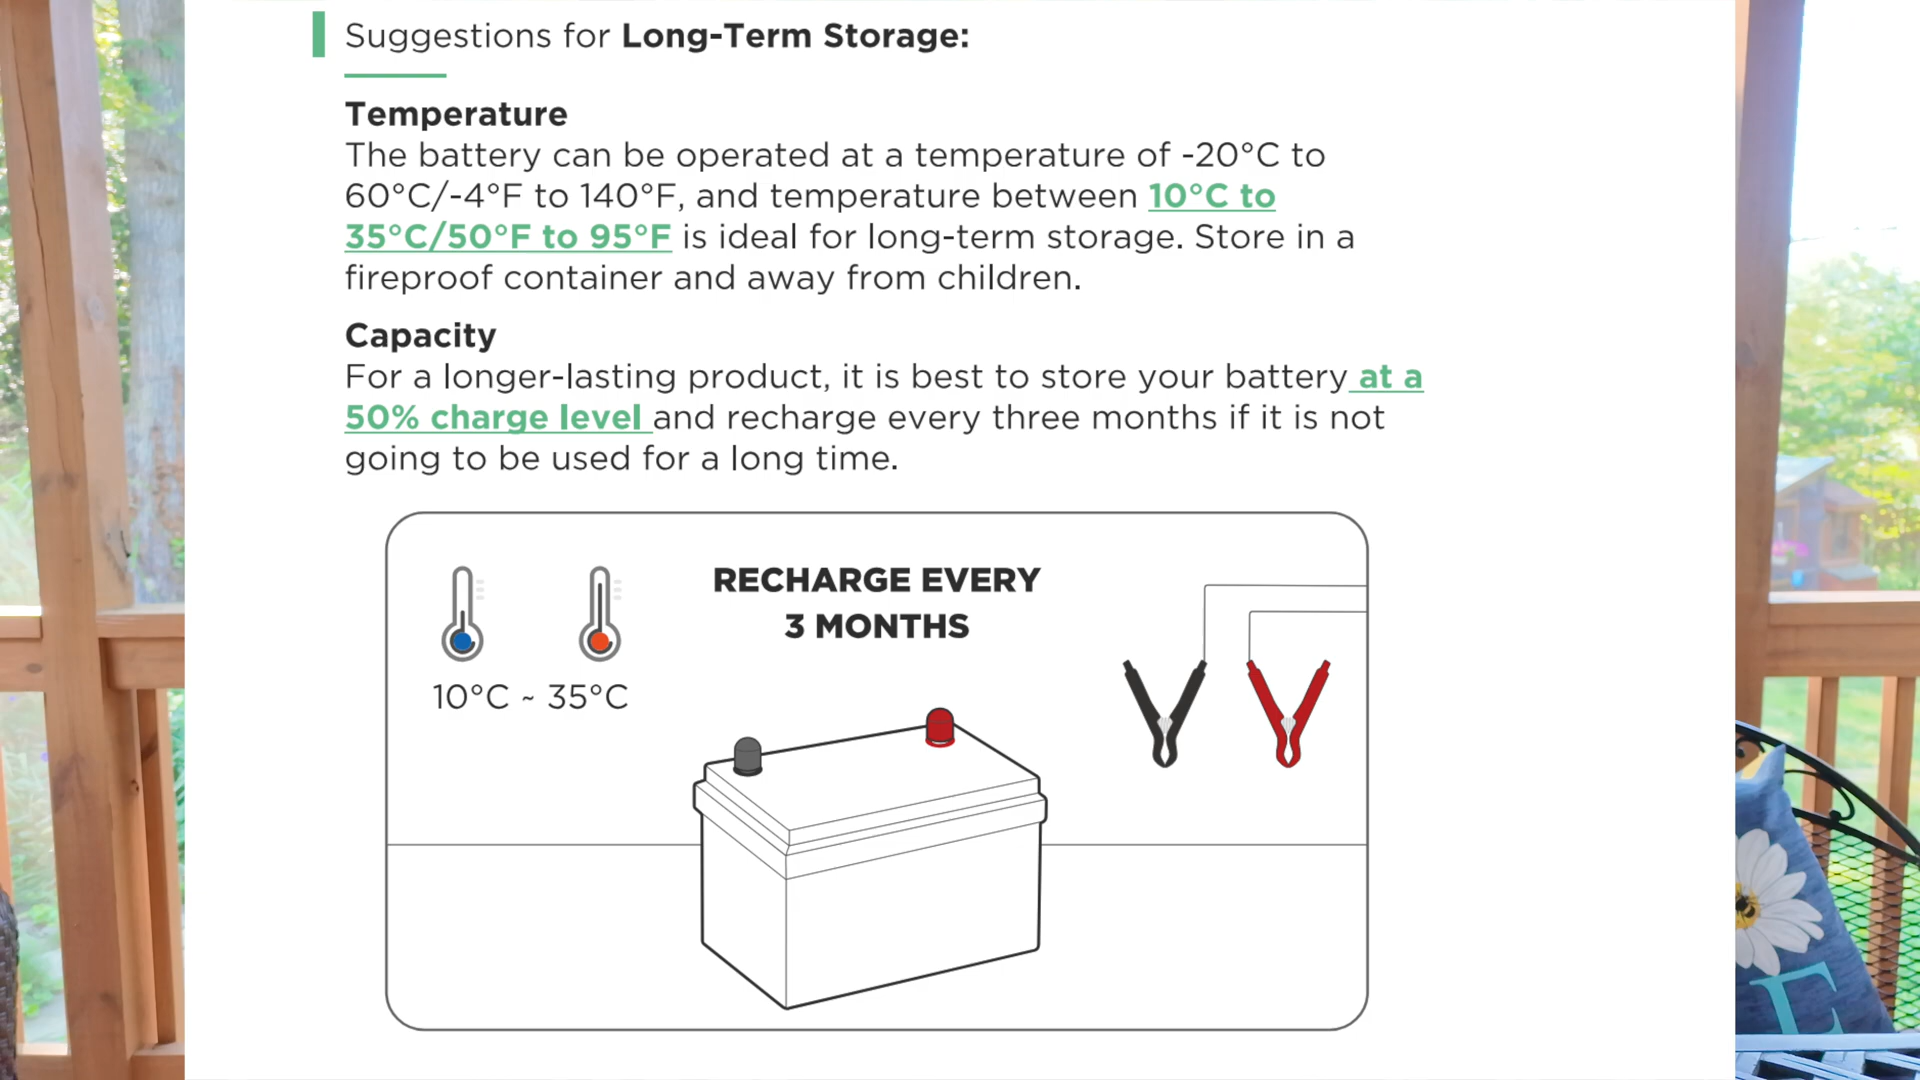 Suggestions for Long-Term Storage:
Temperature
The battery can be operated at a temperature of -20°C to
60°C/-4°F to 140°F, and temperature between 10°C to
35°C/50°F to 95°F is ideal for long-term storage. Store in a
fireproof container and away from children.
Capacity
For a longer-lasting product, it is best to store your battery at a
50% charge level and recharge every three months if it is not
going to be used for a long time.
RECHARGE EVERY
3 MONTHS
10°C ~ 35°C
E